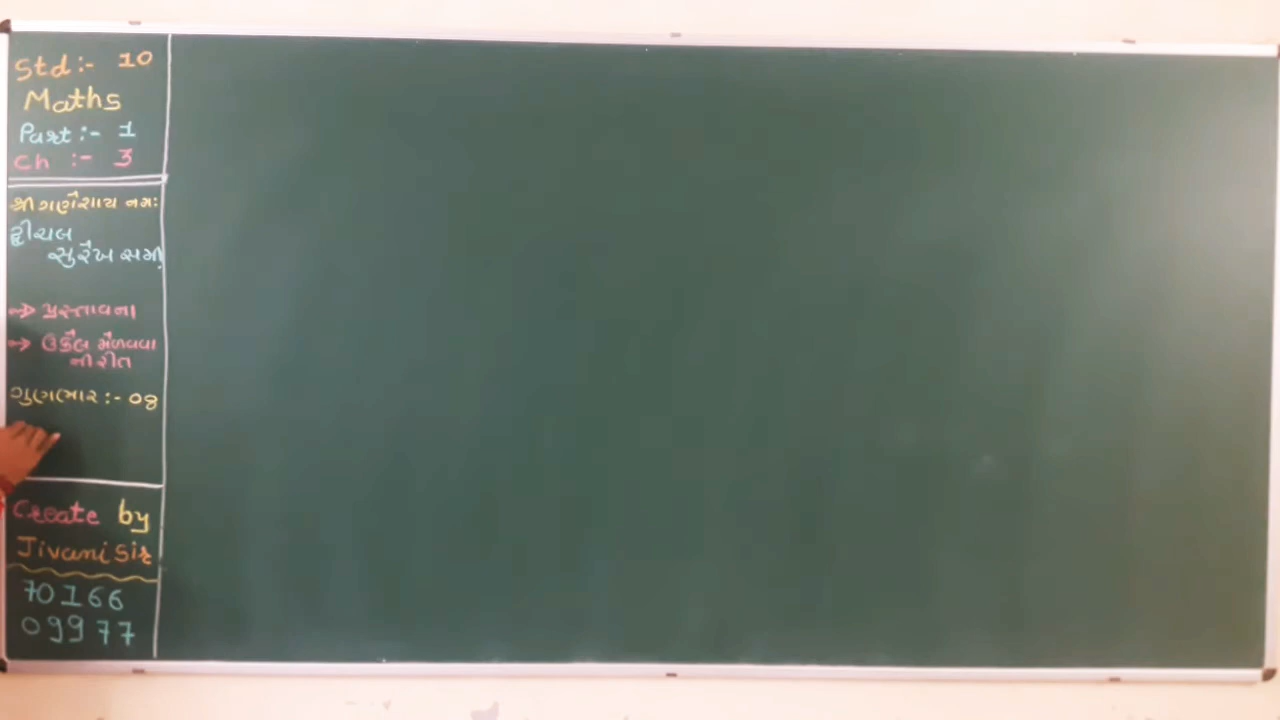 Std:- 10
Maths
Part:- 1
Ch :- 3
શ્રી ગણેશાય નમઃ
દ્વીચલ
સુરેખ સમી
→ પ્રસ્તાવના
→ ઉકેલ મેળવવા
ની રીત
ગુણભાર:- 08
Create by
Jivani Sir
70166
09977